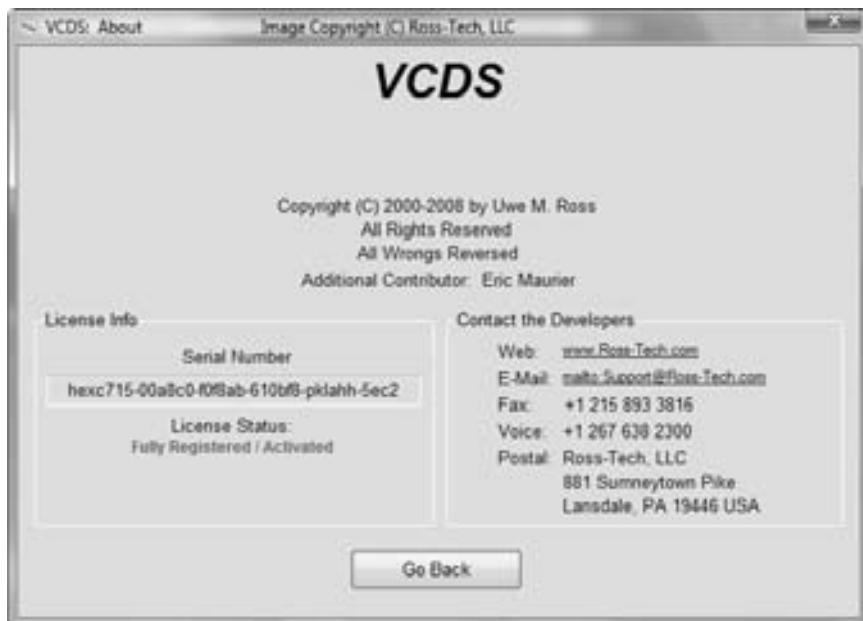 VCDS: About Image Copyright (C) Ross-Tech, LLC
VCDS
Copyright (C) 2000-2008 by Uwe M. Ross
All Rights Reserved
All Wrongs Reversed
Additional Contributor: Eric Maurier
License Info
Serial Number
hexc715-00a8c0-f0f8ab-610bf8-pklahh-5ec2
License Status:
Fully Registered / Activated
Contact the Developers
Web: www.Ross-Tech.com
E-Mail: mailto:Support@Ross-Tech.com
Fax: +1 215 893 3816
Voice: +1 267 638 2300
Postal: Ross-Tech, LLC
881 Sumneytown Pike
Lansdale, PA 19446 USA
Go Back